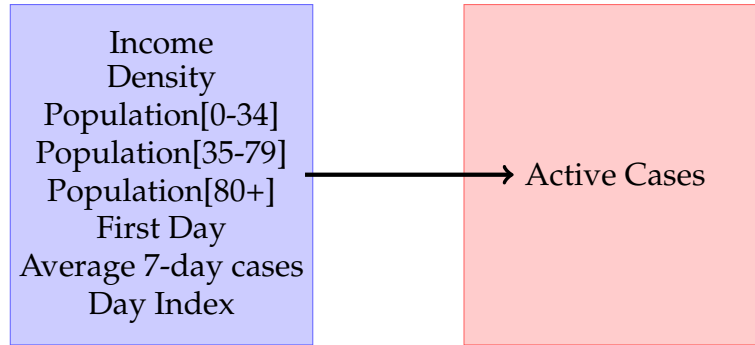 Income
Density
Population[0-34]
Population[35-79]
Population[80+]
First Day
Average 7-day cases
Day Index
Active Cases